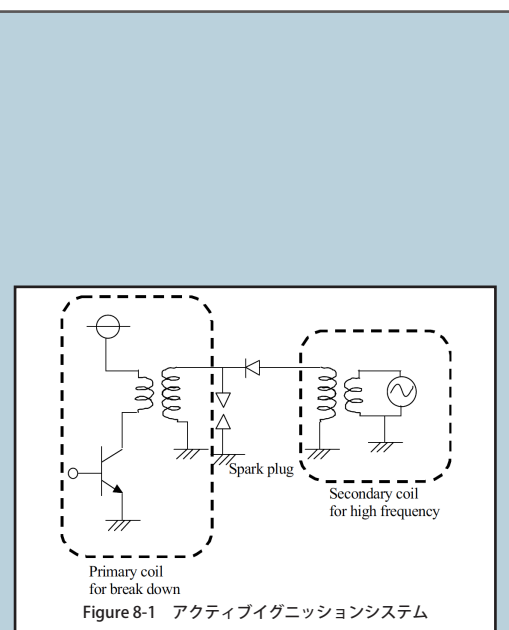 Spark plug
Secondary coil
for high frequency
Primary coil
for break down
Figure 8-1 アクティブイグニッションシステム